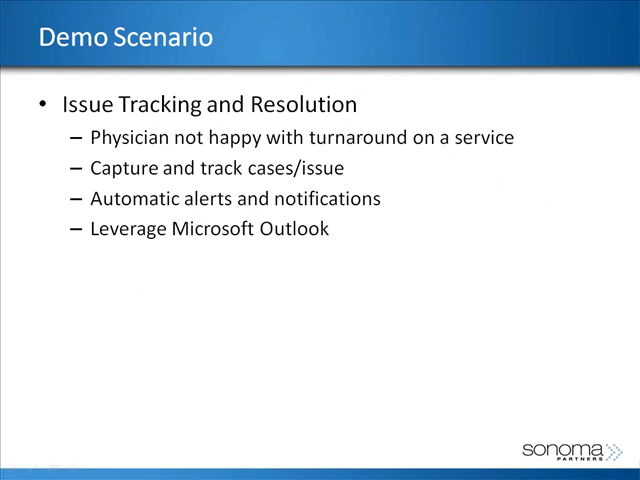 Demo Scenario
• Issue Tracking and Resolution
– Physician not happy with turnaround on a service
– Capture and track cases/issue
– Automatic alerts and notifications
– Leverage Microsoft Outlook
sonoma
PARTNERS